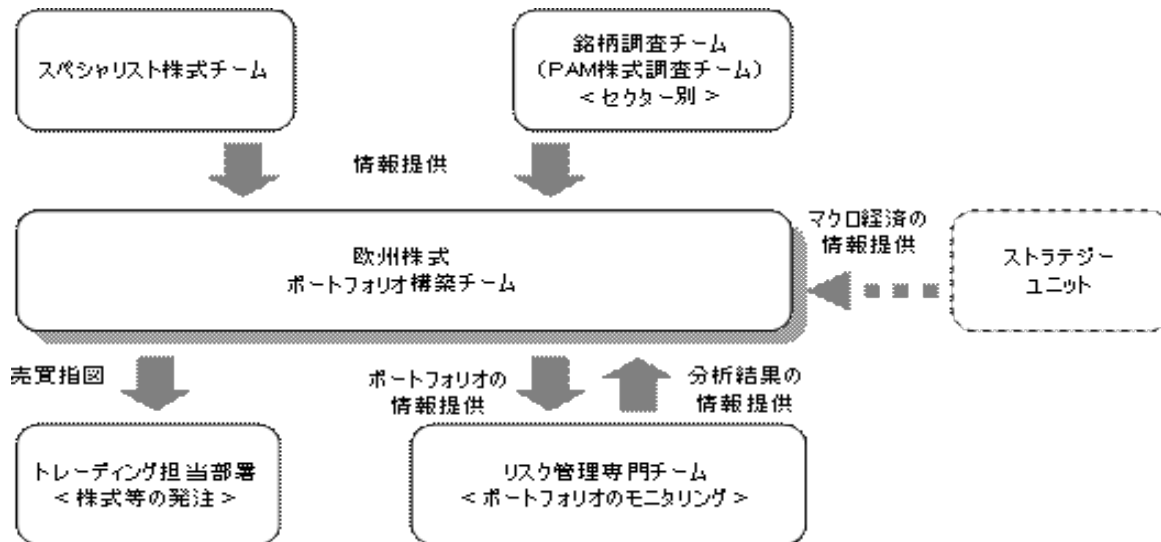 スペシャリスト株式チーム
銘柄調査チーム
（PAM株式調査チーム）
＜セクター別＞
情報提供
マクロ経済の
情報提供
欧州株式
ポートフォリオ構築チーム
ストラテジー
ユニット
売買指図
ポートフォリオの
情報提供
分析結果の
情報提供
トレーディング担当部署
＜株式等の発注＞
リスク管理専門チーム
＜ポートフォリオのモニタリング＞